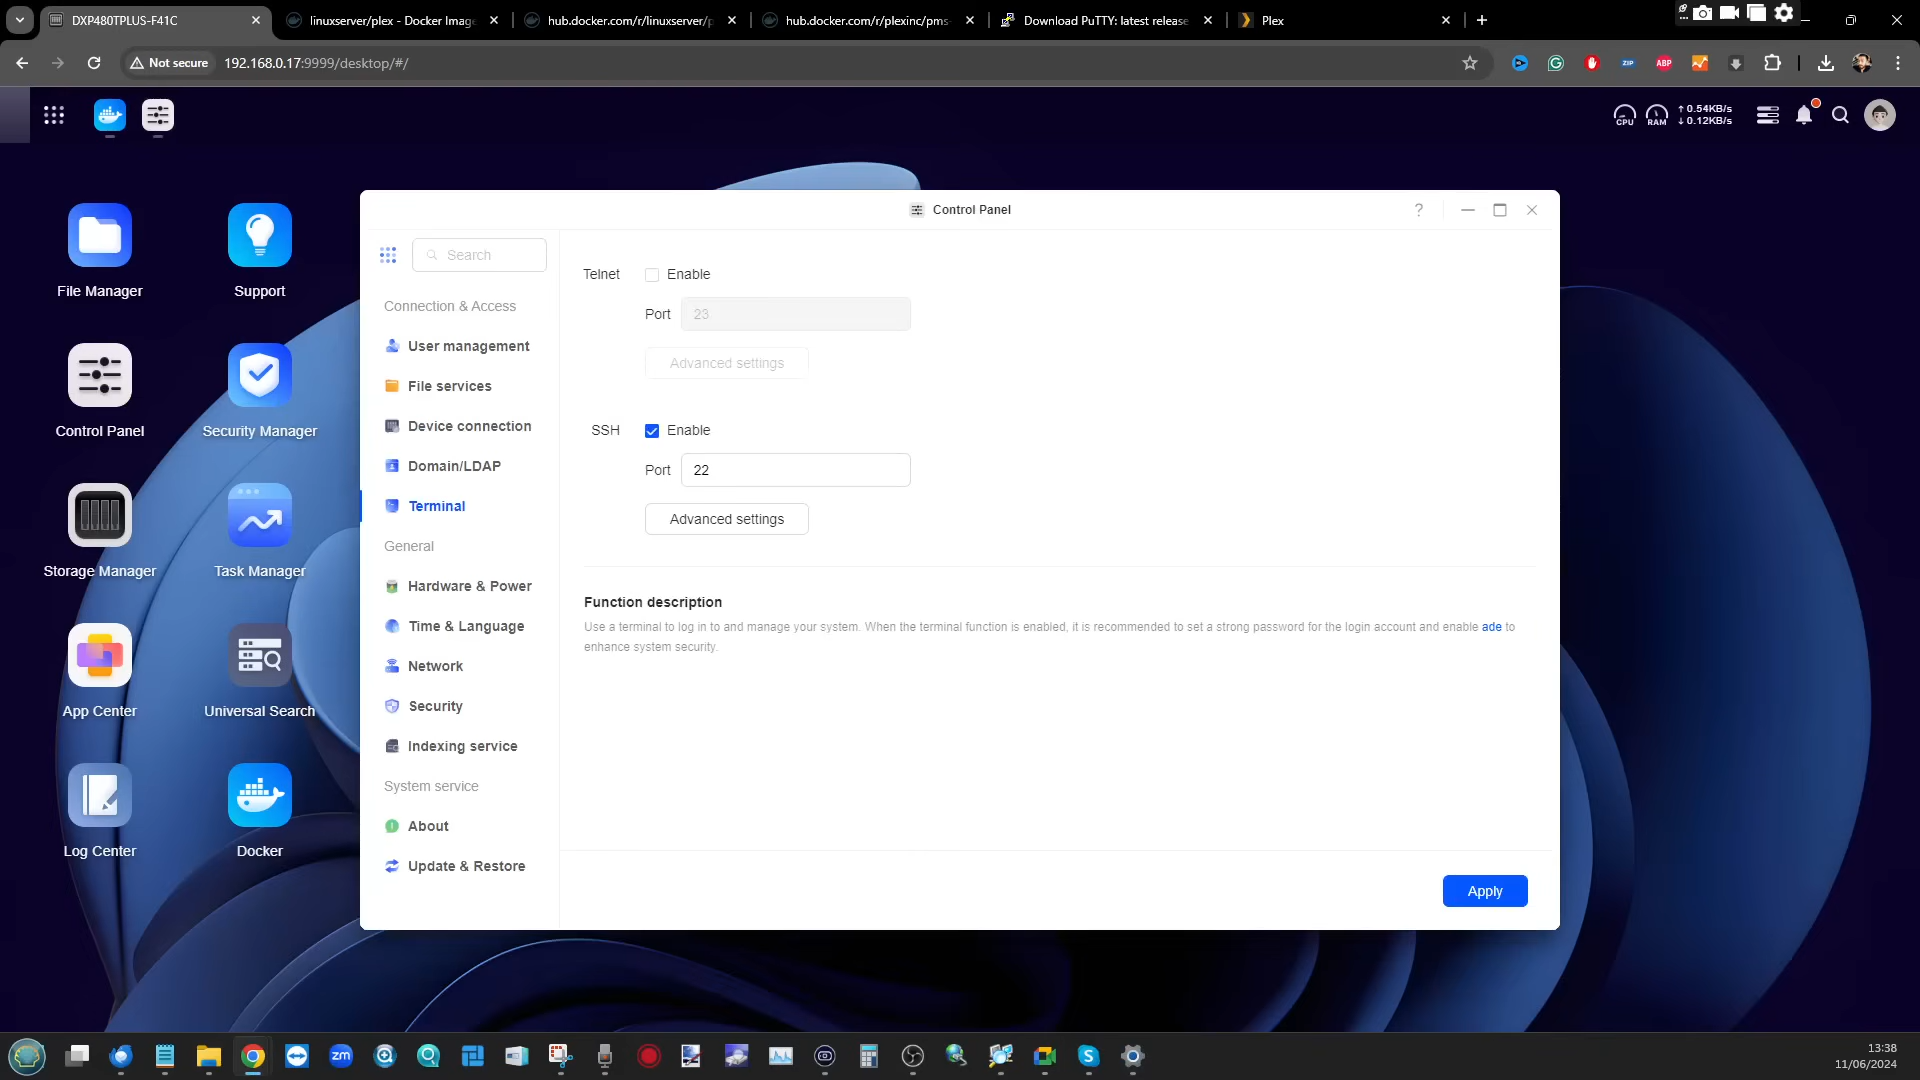 DXP480TPLUS-F41C
linuxserver/plex - Docker Image
hub.docker.com/r/linuxserver/p
hub.docker.com/r/plexinc/pms-
Download PuTTY: latest release
Plex
Not secure
192.168.0.17:9999/desktop/#/
ZIP
ABP
CPU
RAM
↑ 0.54KB/s
↓ 0.12KB/s
File Manager
Support
Control Panel
Security Manager
Storage Manager
Task Manager
App Center
Universal Search
Log Center
Docker
Control Panel
?
Search
Connection & Access
User management
File services
Device connection
Domain/LDAP
Terminal
General
Hardware & Power
Time & Language
Network
Security
Indexing service
System service
About
Update & Restore
Telnet
Enable
Port
23
Advanced settings
SSH
Enable
Port
22
Advanced settings
Function description
Use a terminal to log in to and manage your system. When the terminal function is enabled, it is recommended to set a strong password for the login account and enable ade to
enhance system security.
Apply
zm
13:38
11/06/2024